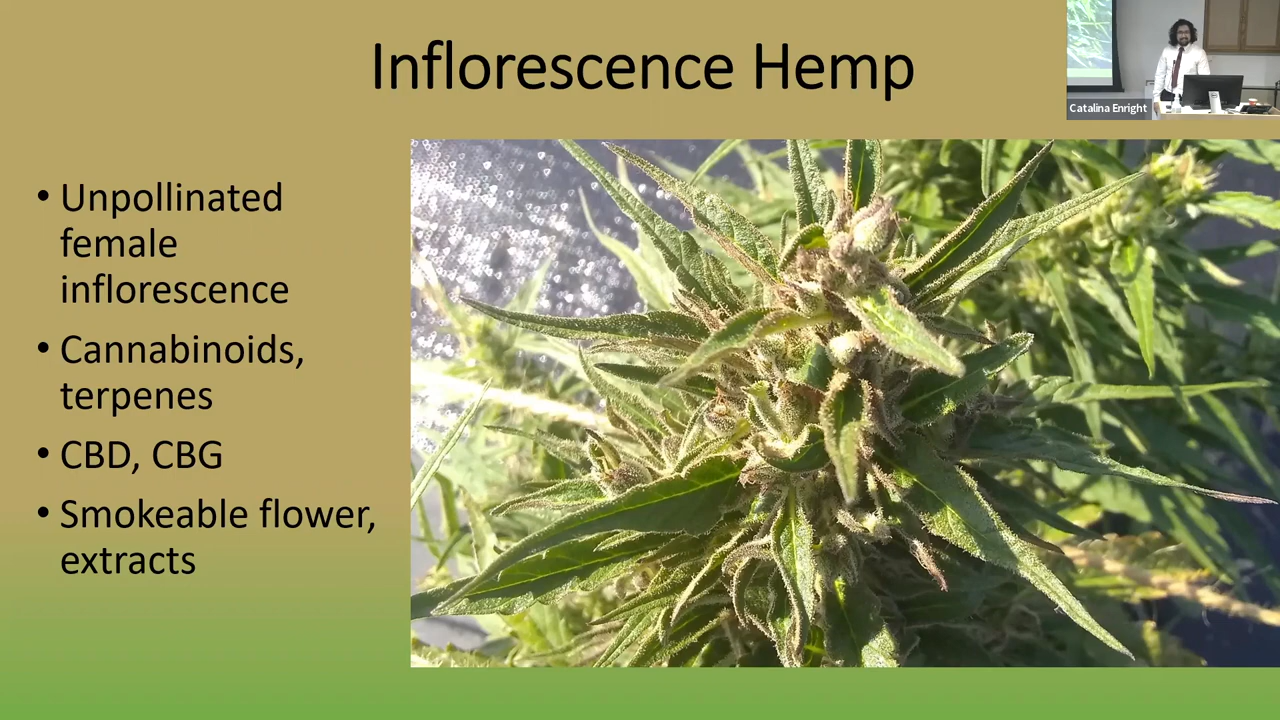 Inflorescence Hemp
Catalina Enright
• Unpollinated
female
inflorescence
• Cannabinoids,
terpenes
• CBD, CBG
• Smokeable flower,
extracts